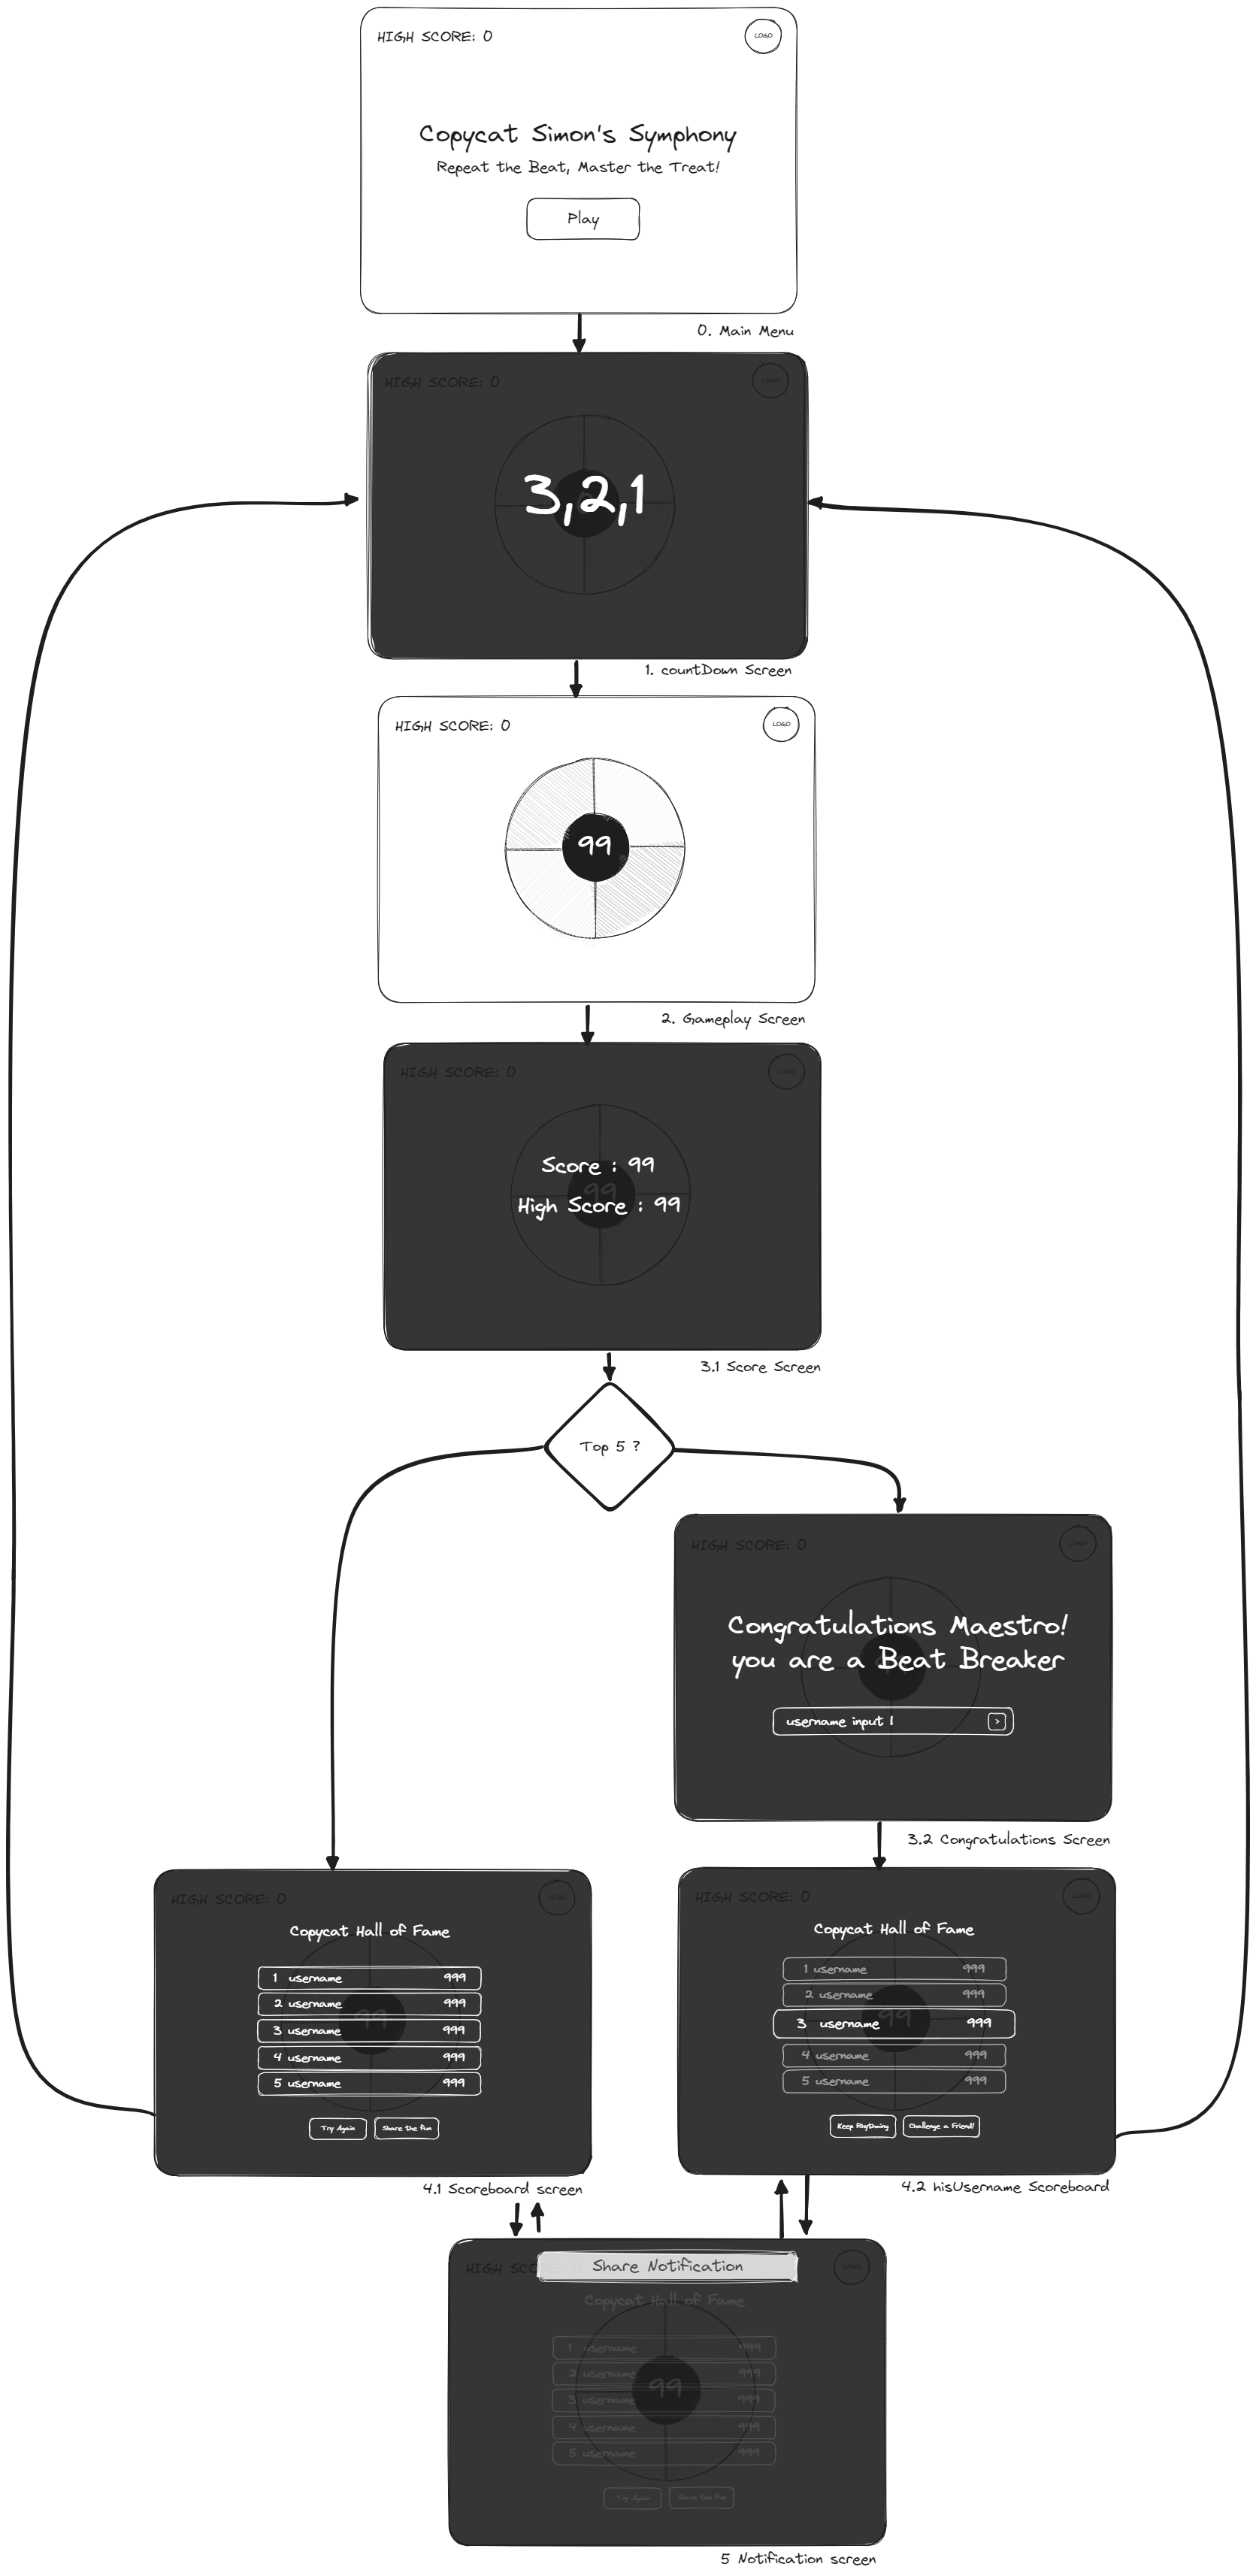 HIGH SCORE: 0
LOGO
Copycat Simon's Symphony
Repeat the Beat, Master the Treat!
Play
0. Main Menu
HIGH SCORE: 0
LOGO
3,2,1
1. countDown Screen
HIGH SCORE: 0
LOGO
99
2. Gameplay Screen
HIGH SCORE: 0
LOGO
Score : 99
99
High Score : 99
3.1 Score Screen
Top 5 ?
HIGH SCORE: 0
LOGO
Congratulations Maestro!
you are a Beat Breaker
username input |
>
3.2 Congratulations Screen
HIGH SCORE: 0
LOGO
Copycat Hall of Fame
1 username 999
2 username 999
99
3 username 999
4 username 999
5 username 999
Try Again
Share the fun
4.1 Scoreboard screen
HIGH SCORE: 0
LOGO
Copycat Hall of Fame
1 username 999
2 username 999
99
3 username 999
4 username 999
5 username 999
Keep Rhythming
Challenge a Friend!
4.2 hisUsername Scoreboard
HIGH SCO
0
Share Notification
LOGO
Copycat Hall of Fame
1 username 999
2 username 999
99
3 username 999
4 username 999
5 username 999
Try Again
Share the fun
5 Notification screen